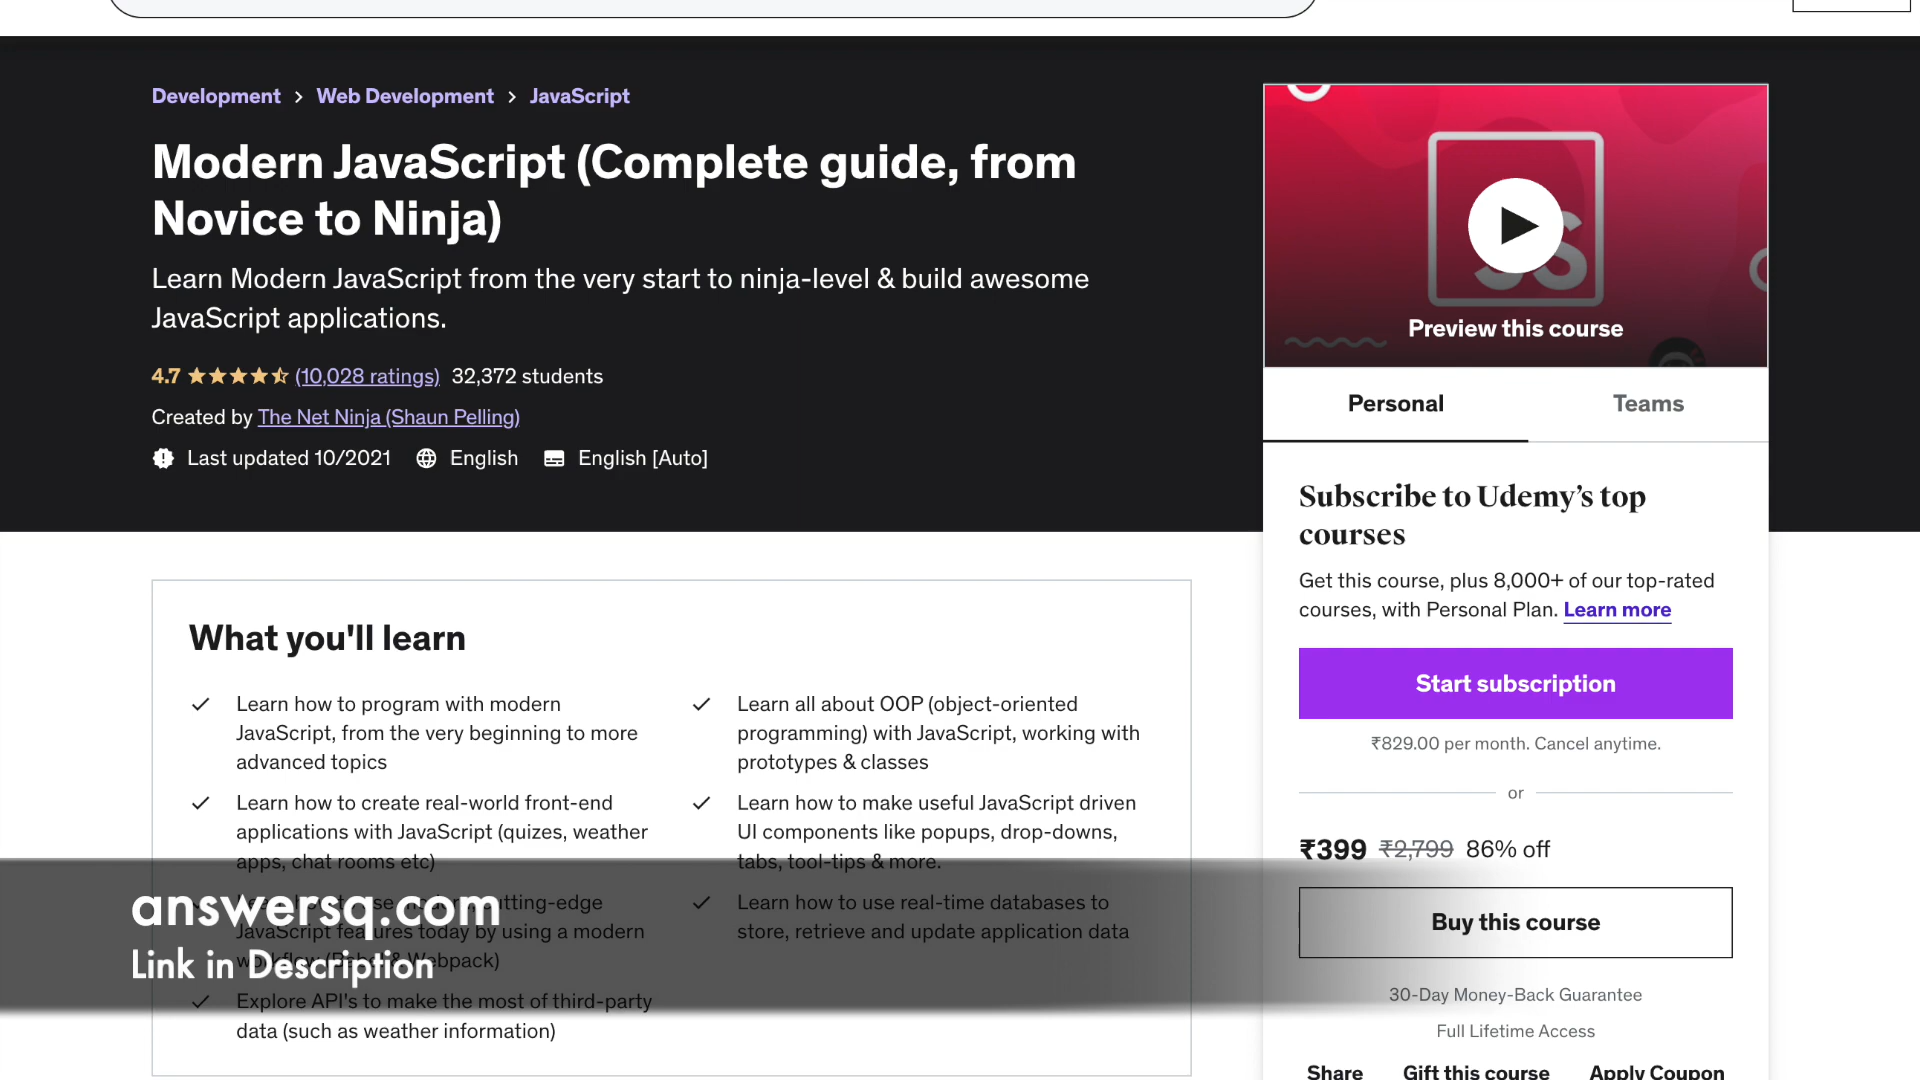 Development > Web Development > JavaScript
Modern JavaScript (Complete guide, from
Novice to Ninja)
Learn Modern JavaScript from the very start to ninja-level & build awesome
JavaScript applications.
4.7 (10,028 ratings) 32,372 students
Created by The Net Ninja (Shaun Pelling)
Last updated 10/2021 English English [Auto]
JS
Preview this course
Personal Teams
Subscribe to Udemy’s top
courses
Get this course, plus 8,000+ of our top-rated
courses, with Personal Plan. Learn more
Start subscription
₹829.00 per month. Cancel anytime.
or
₹399 ₹2,799 86% off
Buy this course
30-Day Money-Back Guarantee
Full Lifetime Access
Share Gift this course Apply Coupon
What you'll learn
Learn how to program with modern
JavaScript, from the very beginning to more
advanced topics
Learn how to create real-world front-end
applications with JavaScript (quizes, weather
apps, chat rooms etc)
cutting-edge
JavaScript features today by using a modern
workflow Webpack)
Explore API's to make the most of third-party
data (such as weather information)
Learn all about OOP (object-oriented
programming) with JavaScript, working with
prototypes & classes
Learn how to make useful JavaScript driven
UI components like popups, drop-downs,
tabs, tool-tips & more.
Learn how to use real-time databases to
store, retrieve and update application data
answersq.com
Link in Description